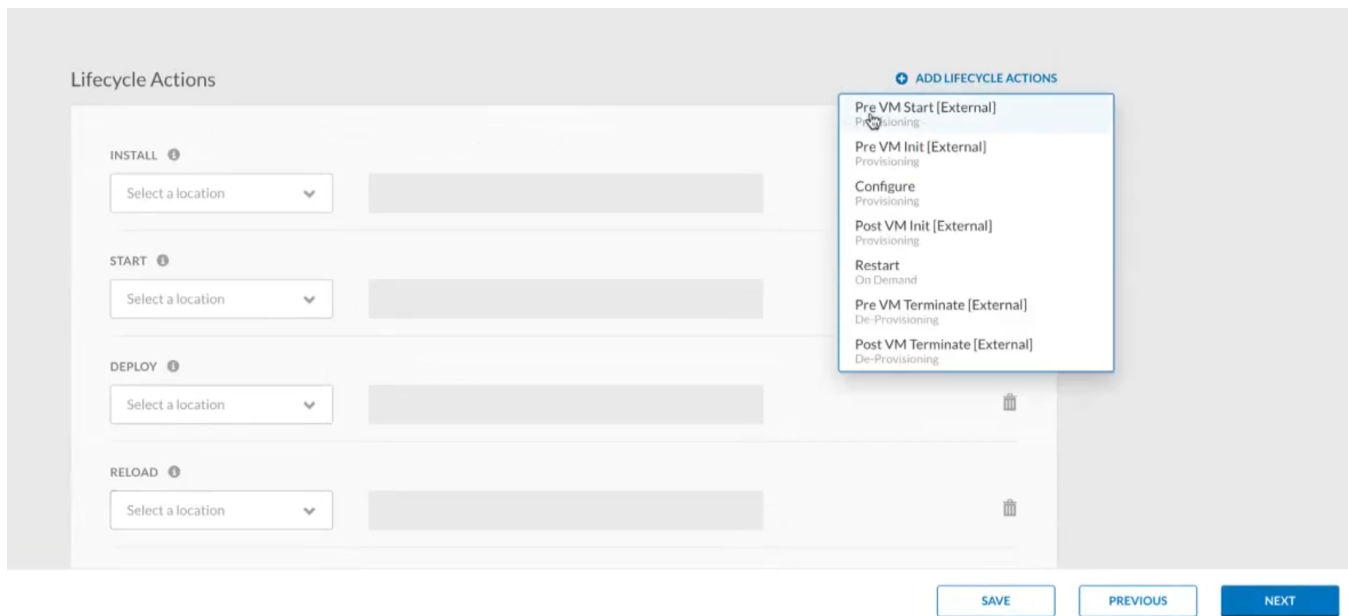 Lifecycle Actions
ADD LIFECYCLE ACTIONS
Pre VM Start [External]
Provisioning
Pre VM Init [External]
Provisioning
Configure
Provisioning
Post VM Init [External]
Provisioning
Restart
On Demand
Pre VM Terminate [External]
De-Provisioning
Post VM Terminate [External]
De-Provisioning
INSTALL
Select a location
START
Select a location
DEPLOY
Select a location
RELOAD
Select a location
SAVE PREVIOUS NEXT